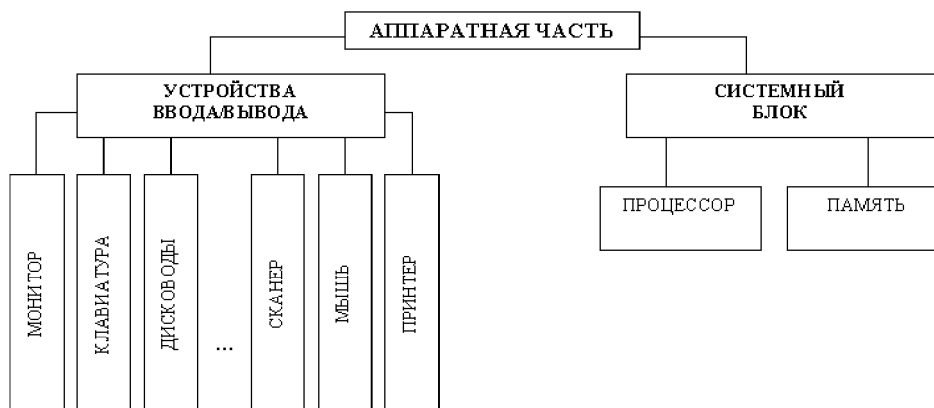 АППАРАТНАЯ ЧАСТЬ
УСТРОЙСТВА
ВВОДА/ВЫВОДА
СИСТЕМНЫЙ
БЛОК
МОНИТОР
КЛАВИАТУРА
ДИСКОВОДЫ
...
СКАНЕР
МЫШЬ
ПРИНТЕР
ПРОЦЕССОР
ПАМЯТЬ